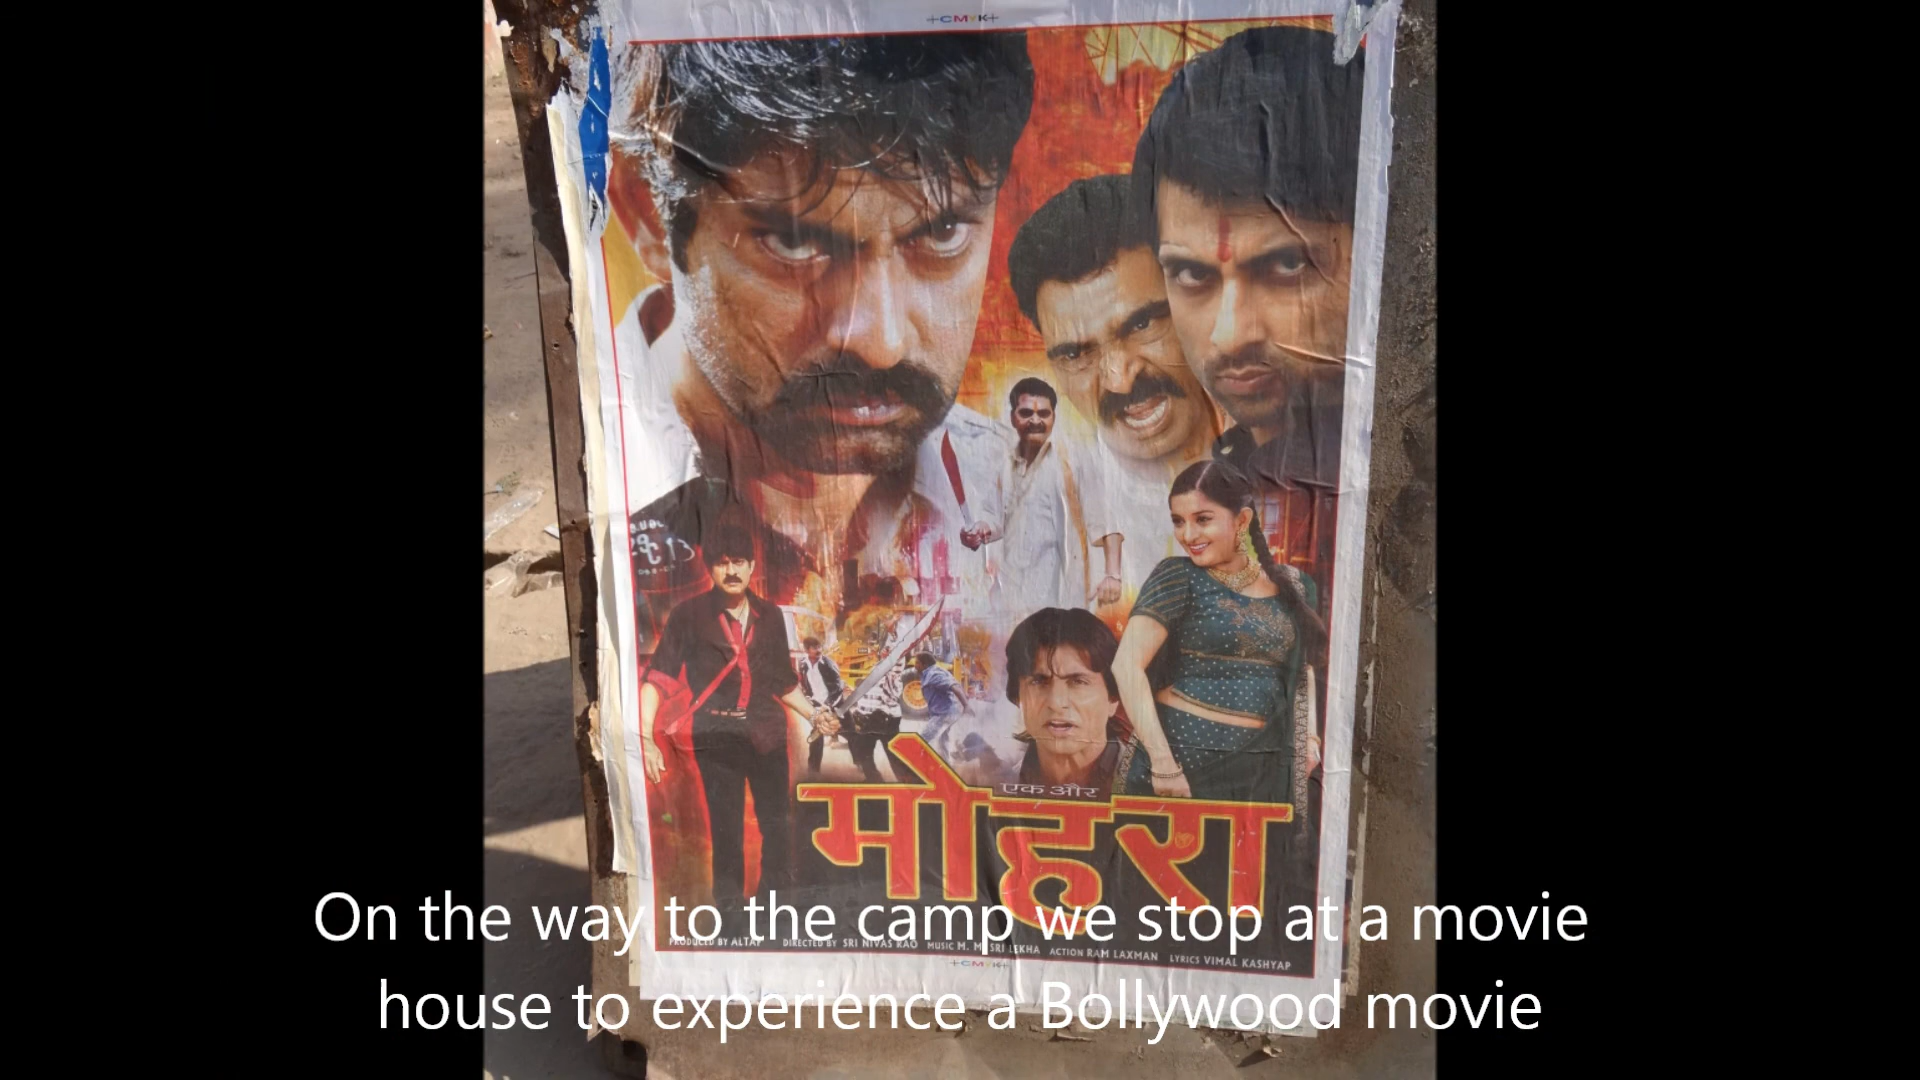 +CMYK+
एक और
मोहरा
PRODUCED BY ALTAF DIRECTED BY SRI NIVAS RAO MUSIC M. M. SRI LEKHA ACTION RAM LAXMAN LYRICS VIMAL KASHYAP
+CMYK+
On the way to the camp we stop at a movie
house to experience a Bollywood movie